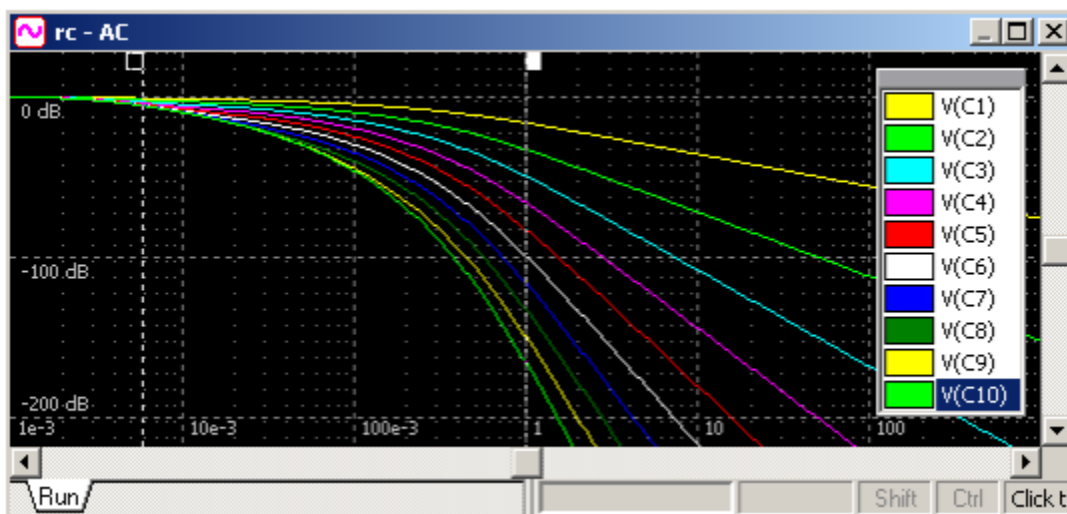 rc - AC
0 dB
-100 dB
-200 dB
1e-3
10e-3
100e-3
1
10
100
V(C1)
V(C2)
V(C3)
V(C4)
V(C5)
V(C6)
V(C7)
V(C8)
V(C9)
V(C10)
Run
Shift
Ctrl
Click t